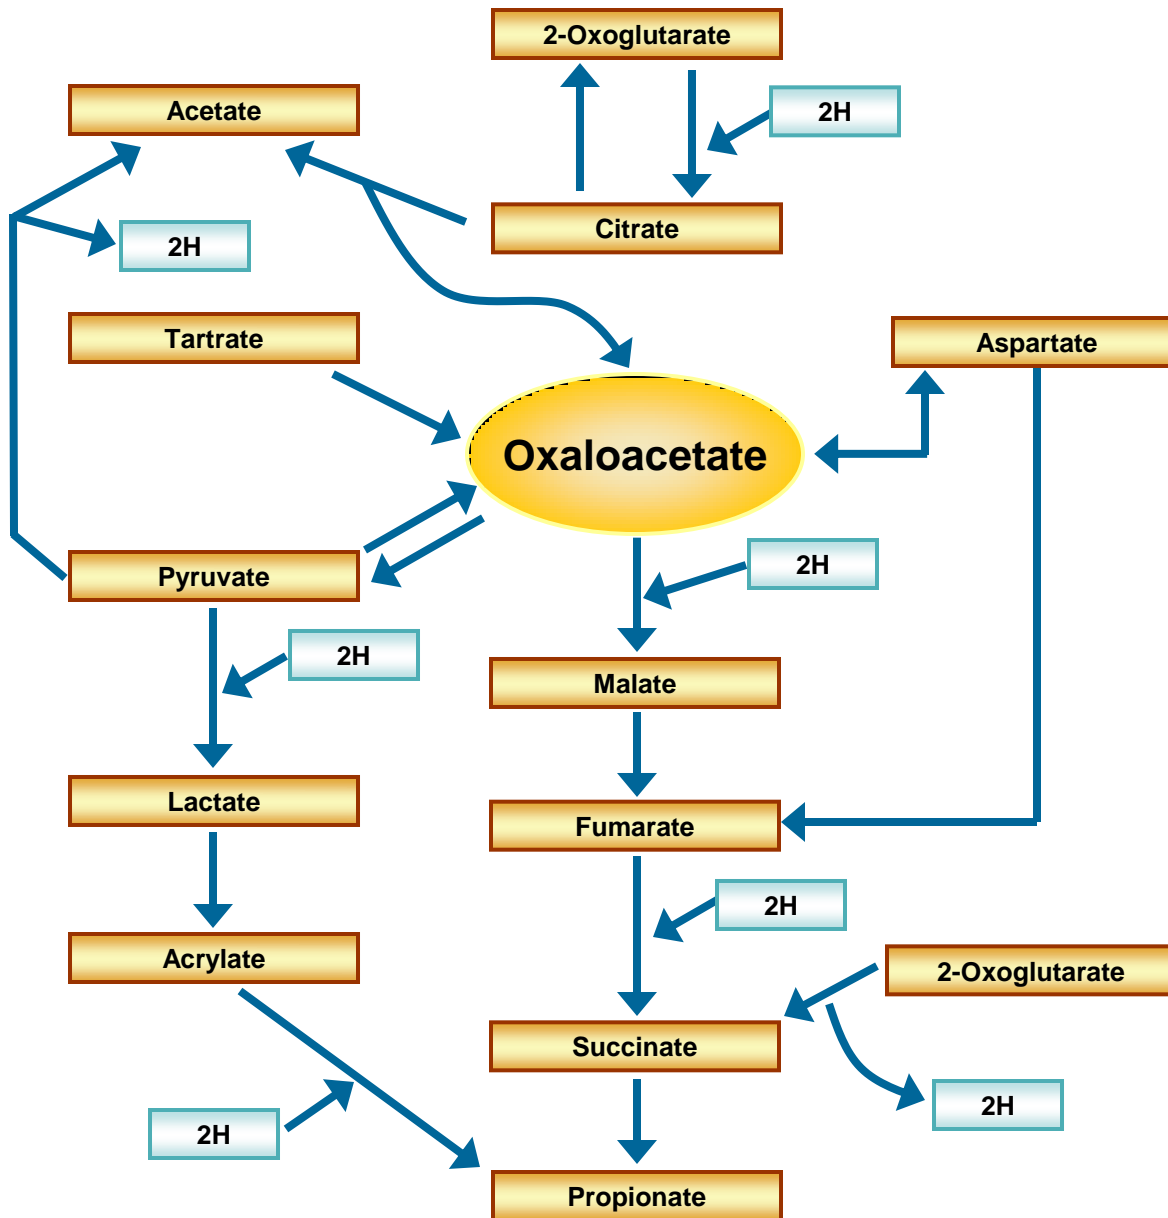 2-Oxoglutarate
Acetate
2H
Citrate
2H
Tartrate
Aspartate
Oxaloacetate
Pyruvate
2H
2H
Malate
Lactate
Fumarate
2H
Acrylate
2-Oxoglutarate
Succinate
2H
2H
Propionate